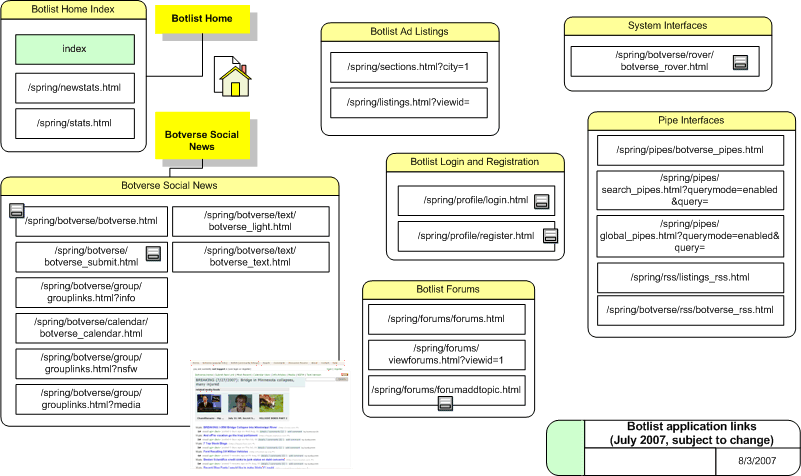 Botlist Home Index
index
/spring/newstats.html
/spring/stats.html
Botlist Home
Botverse Social
News
Botlist Ad Listings
/spring/sections.html?city=1
/spring/listings.html?viewid=
System Interfaces
/spring/botverse/rover/
botverse_rover.html
Pipe Interfaces
/spring/pipes/botverse_pipes.html
/spring/pipes/
search_pipes.html?querymode=enabled
&query=
/spring/pipes/
global_pipes.html?querymode=enabled&
query=
/spring/rss/listings_rss.html
/spring/botverse/rss/botverse_rss.html
Botlist Login and Registration
/spring/profile/login.html
/spring/profile/register.html
Botverse Social News
/spring/botverse/botverse.html
/spring/botverse/
botverse_submit.html
/spring/botverse/group/
grouplinks.html?info
/spring/botverse/calendar/
botverse_calendar.html
/spring/botverse/group/
grouplinks.html?nsfw
/spring/botverse/group/
grouplinks.html?media
/spring/botverse/text/
botverse_light.html
/spring/botverse/text/
botverse_text.html
Botlist Forums
/spring/forums/forums.html
/spring/forums/
viewforums.html?viewid=1
/spring/forums/forumaddtopic.html
BREAKING (7/27/2007): Bridge in Minnesota collapses,
many injured
Botlist application links
(July 2007, subject to change)
8/3/2007